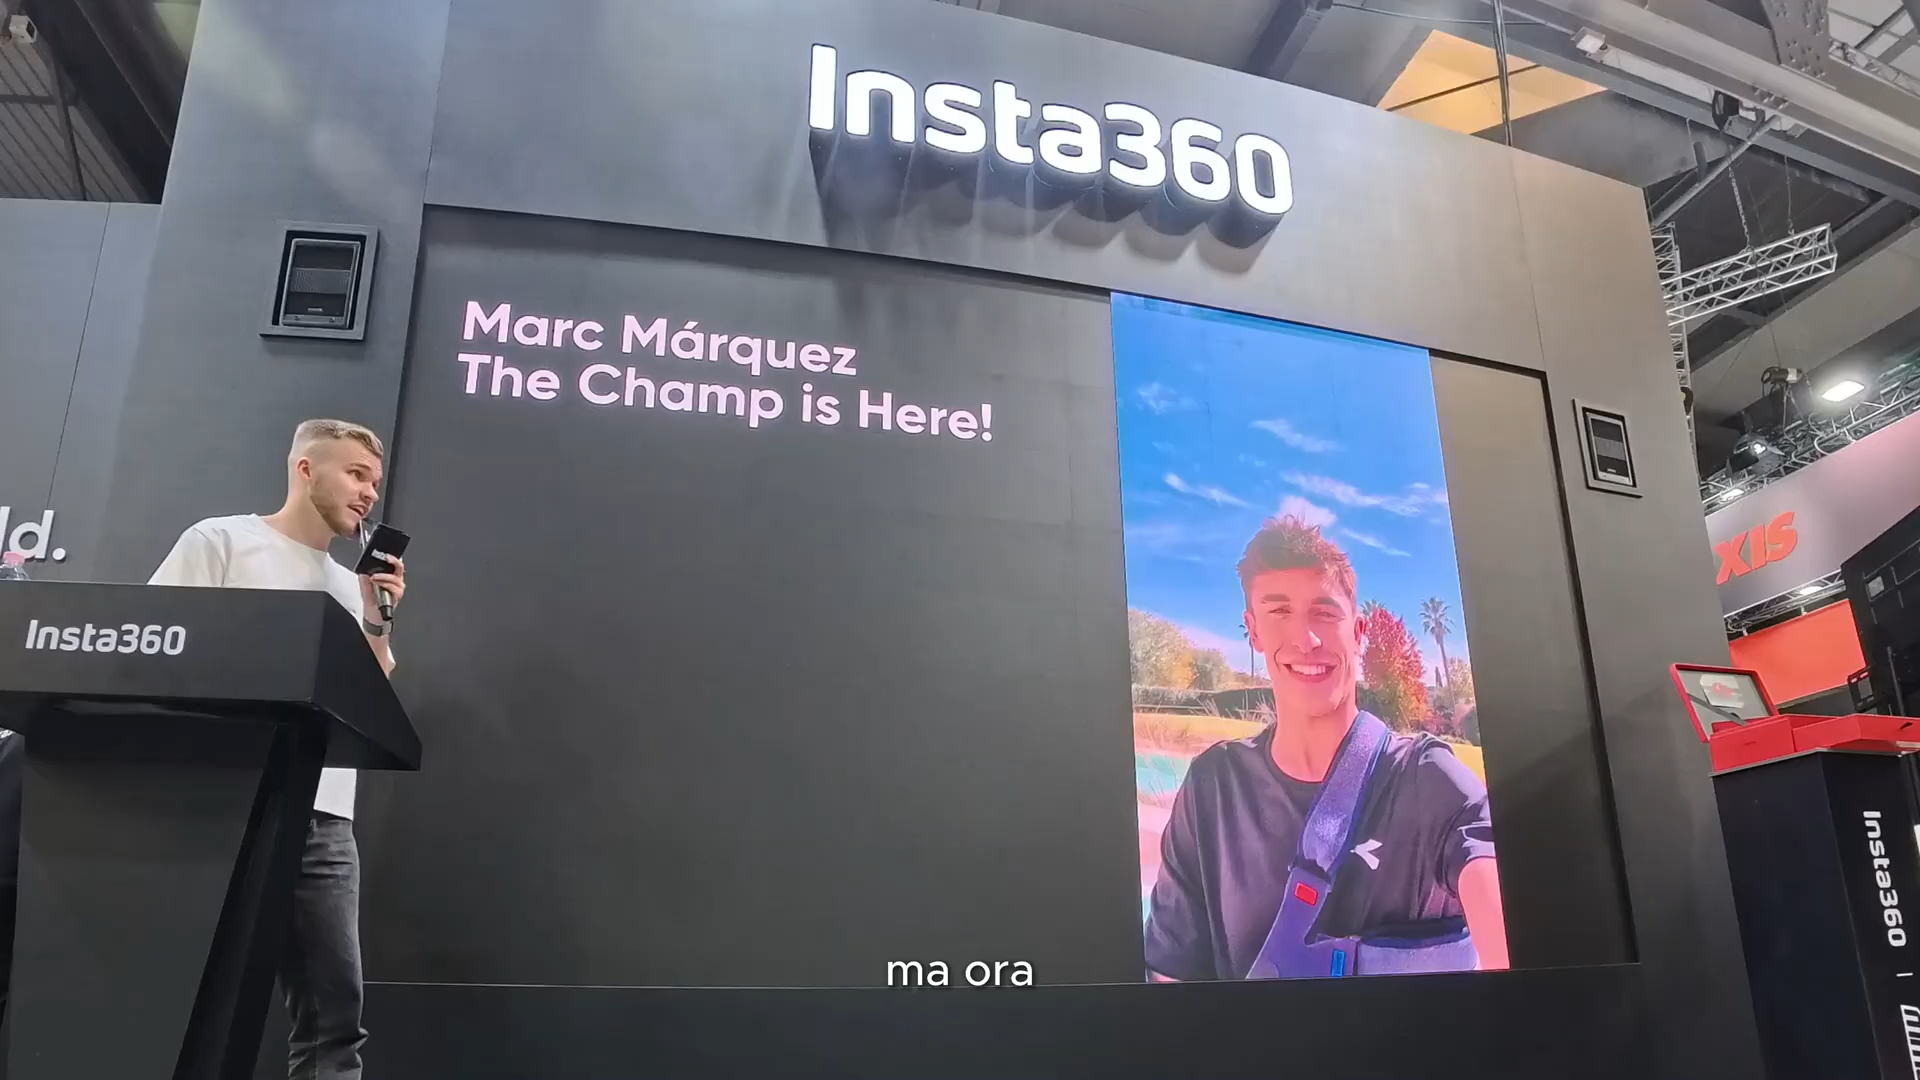 Insta360
Marc Márquez
The Champ is Here!
ld.
XIS
Insta360
Insta360
ma ora